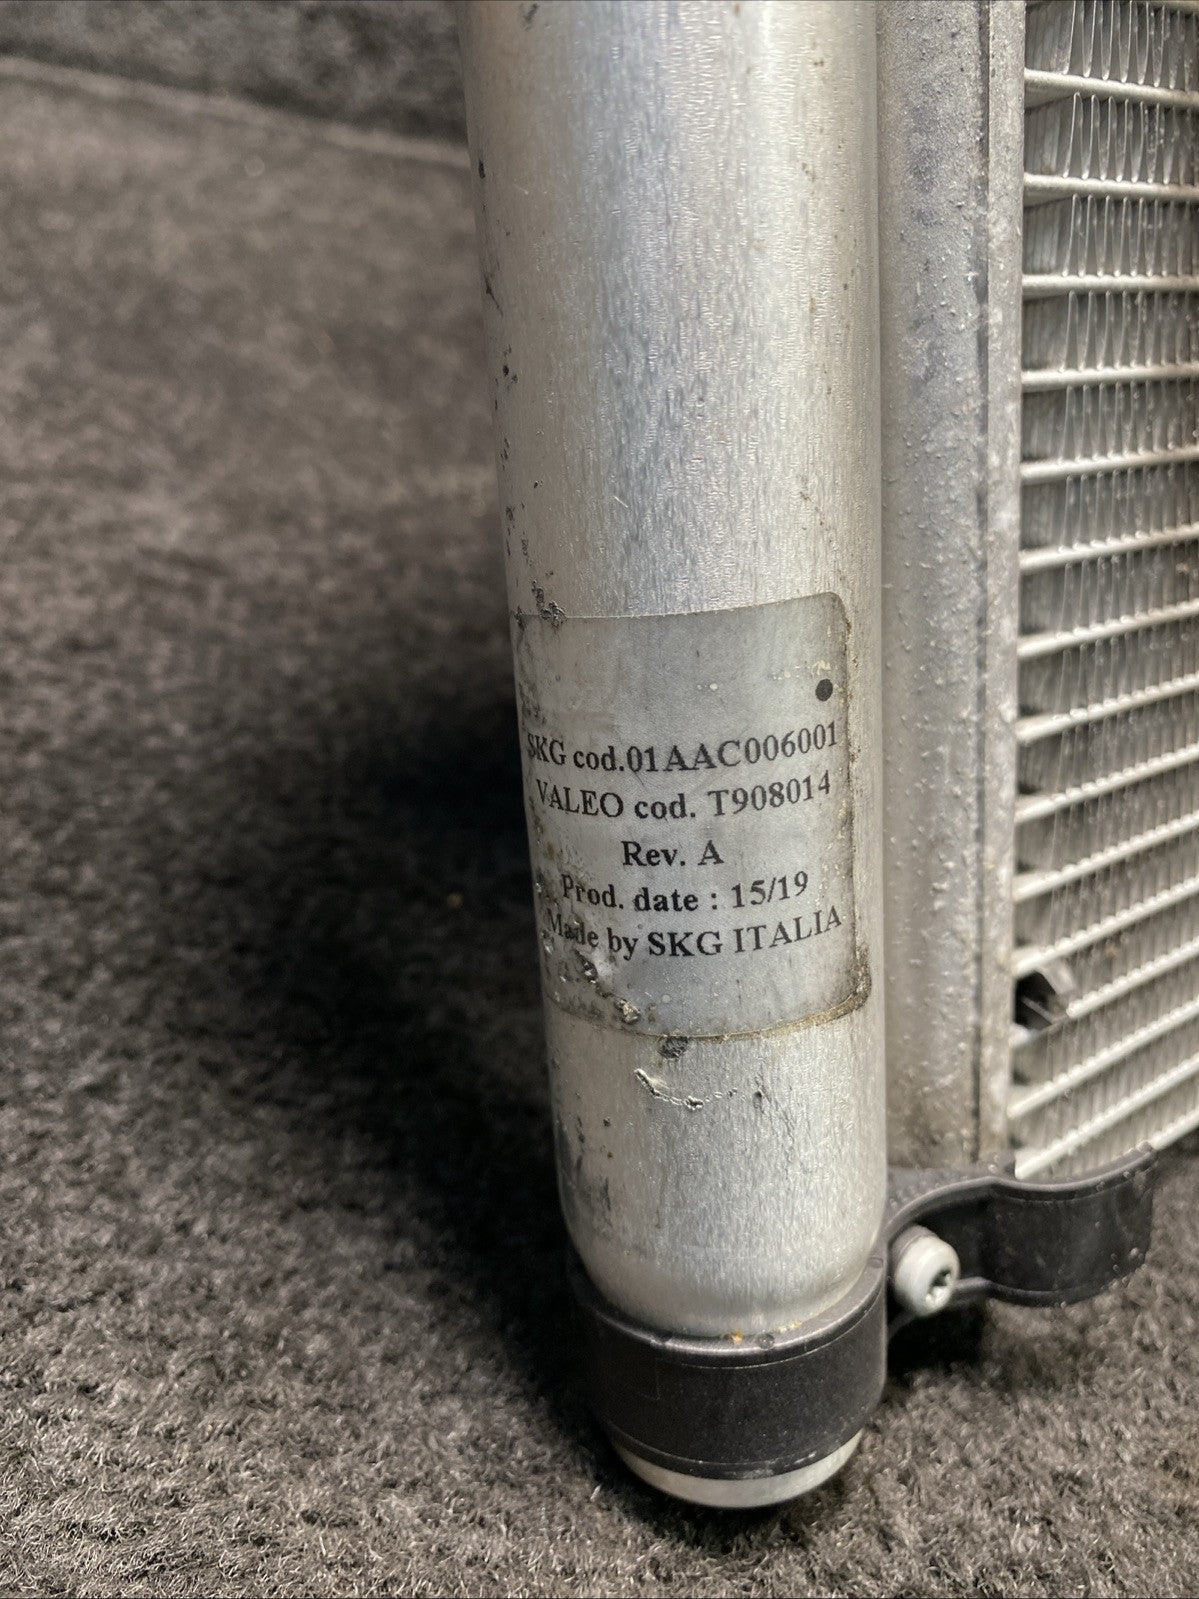 SKG cod.01AAC006001
VALEO cod. T908014
Rev. A
Prod. date : 15/19
Made by SKG ITALIA